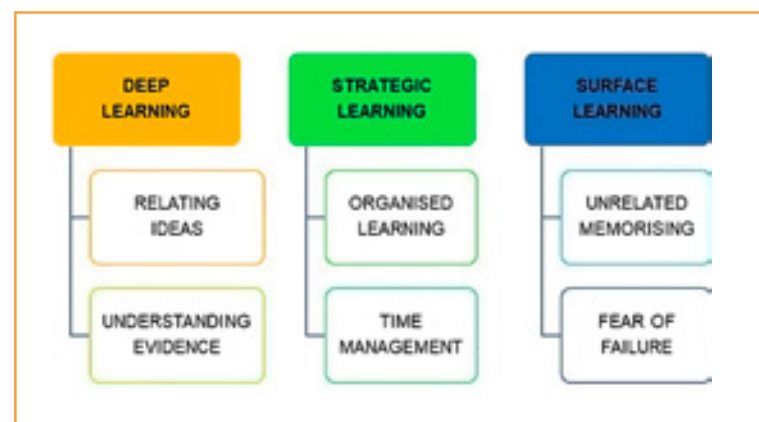 DEEP
LEARNING
RELATING
IDEAS
UNDERSTANDING
EVIDENCE
STRATEGIC
LEARNING
ORGANISED
LEARNING
TIME
MANAGEMENT
SURFACE
LEARNING
UNRELATED
MEMORISING
FEAR OF
FAILURE